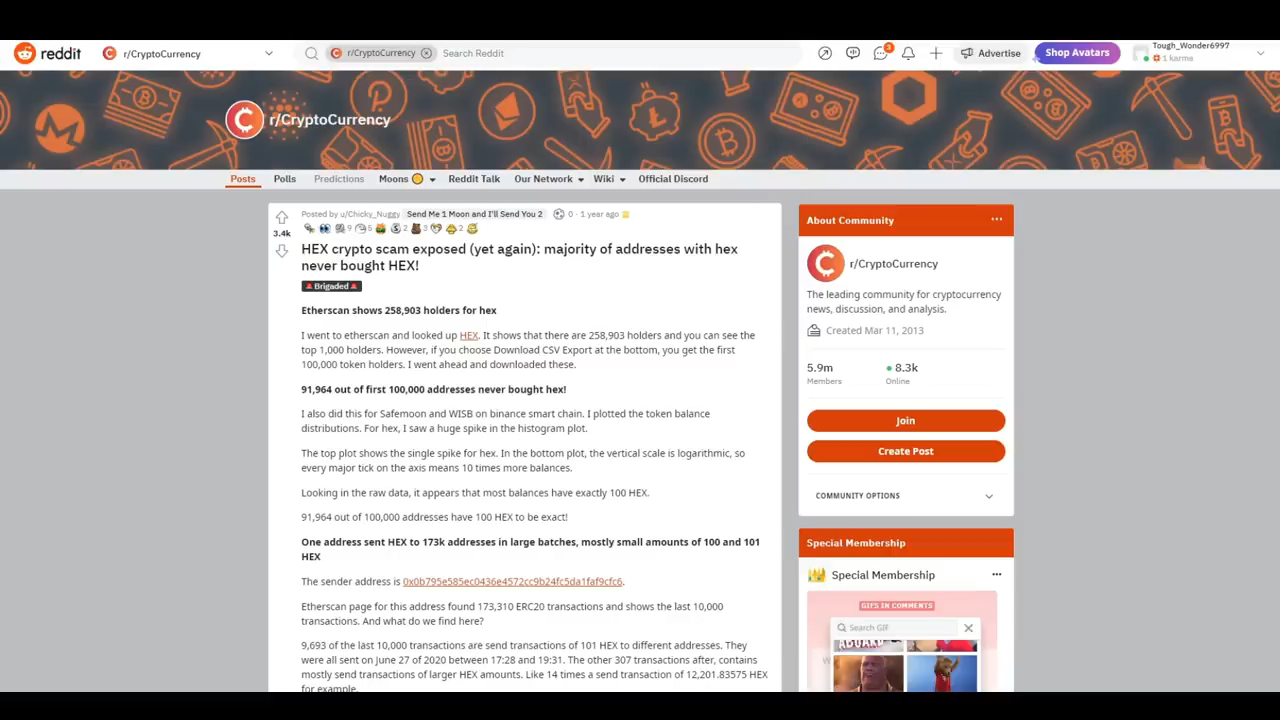 reddit
r/CryptoCurrency
r/CryptoCurrency
Search Reddit
3
Advertise
Shop Avatars
Tough_Wonder6997
1 karma
r/CryptoCurrency
Posts
Polls
Predictions
Moons
Reddit Talk
Our Network
Wiki
Official Discord
3.4k
Posted by u/Chicky_Nuggy Send Me 1 Moon and I'll Send You 2 0 · 1 year ago
9 5 2 3 2
HEX crypto scam exposed (yet again): majority of addresses with hex
never bought HEX!
Brigaded
Etherscan shows 258,903 holders for hex
I went to etherscan and looked up HEX. It shows that there are 258,903 holders and you can see the
top 1,000 holders. However, if you choose Download CSV Export at the bottom, you get the first
100,000 token holders. I went ahead and downloaded these.
91,964 out of first 100,000 addresses never bought hex!
I also did this for Safemoon and WISB on binance smart chain. I plotted the token balance
distributions. For hex, I saw a huge spike in the histogram plot.
The top plot shows the single spike for hex. In the bottom plot, the vertical scale is logarithmic, so
every major tick on the axis means 10 times more balances.
Looking in the raw data, it appears that most balances have exactly 100 HEX.
91,964 out of 100,000 addresses have 100 HEX to be exact!
One address sent HEX to 173k addresses in large batches, mostly small amounts of 100 and 101
HEX
The sender address is 0x0b795e585ec0436e4572cc9b24fc5da1faf9cfc6.
Etherscan page for this address found 173,310 ERC20 transactions and shows the last 10,000
transactions. And what do we find here?
9,693 of the last 10,000 transactions are send transactions of 101 HEX to different addresses. They
were all sent on June 27 of 2020 between 17:28 and 19:31. The other 307 transactions after, contains
mostly send transactions of larger HEX amounts. Like 14 times a send transaction of 12,201.83575 HEX
for example.
About Community
r/CryptoCurrency
The leading community for cryptocurrency
news, discussion, and analysis.
Created Mar 11, 2013
5.9m
Members
8.3k
Online
Join
Create Post
COMMUNITY OPTIONS
Special Membership
Special Membership
GIFS IN COMMENTS
Search GIF